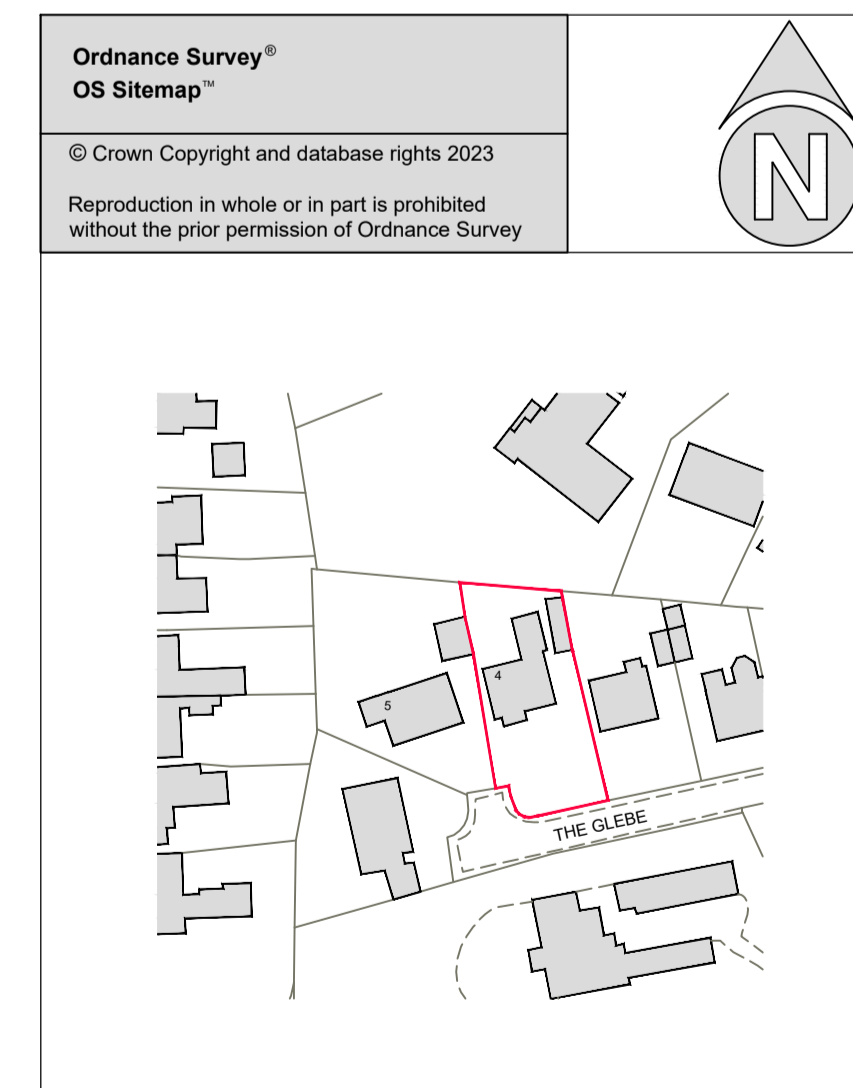 Ordnance Survey®
OS Sitemap™
N
© Crown Copyright and database rights 2023
Reproduction in whole or in part is prohibited
without the prior permission of Ordnance Survey
4
5
THE GLEBE